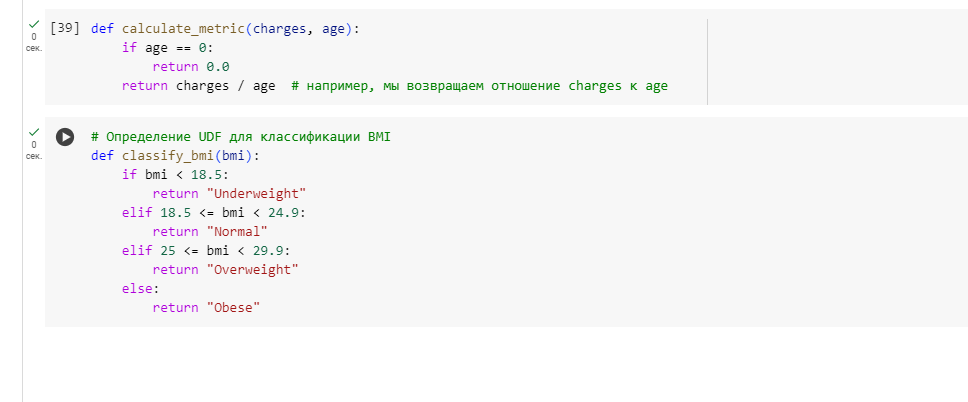 0
сек.
[39] def calculate_metric(charges, age):
    if age == 0:
        return 0.0
    return charges / age  # например, мы возвращаем отношение charges к age
0
сек.
# Определение UDF для классификации BMI
def classify_bmi(bmi):
    if bmi < 18.5:
        return "Underweight"
    elif 18.5 <= bmi < 24.9:
        return "Normal"
    elif 25 <= bmi < 29.9:
        return "Overweight"
    else:
        return "Obese"